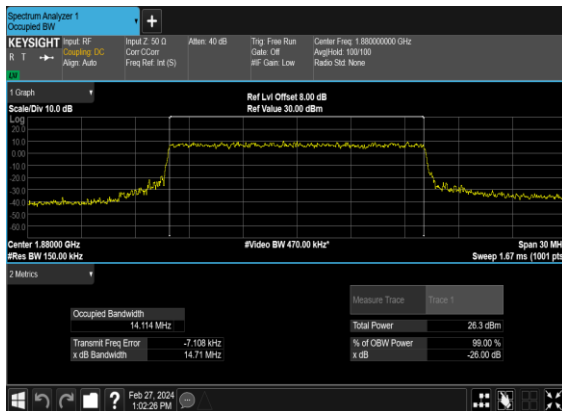 Spectrum Analyzer 1
Occupied BW
KEYSIGHT
R T
Input: RF
Coupling: DC
Align: Auto
Input Z: 50 Ω
Corr CCorr
Freq Ref: Int (S)
Atten: 40 dB
Trig: Free Run
Gate: Off
#IF Gain: Low
Center Freq: 1.880000000 GHz
Avg|Hold: 100/100
Radio Std: None
1 Graph
Scale/Div 10.0 dB
Ref Lvl Offset 8.00 dB
Ref Value 30.00 dBm
Log
20.0
10.0
0.00
-10.0
-20.0
-30.0
-40.0
-50.0
-60.0
Center 1.88000 GHz
#Video BW 470.00 kHz*
Span 30 MH
#Res BW 150.00 kHz
Sweep 1.67 ms (1001 pts
2 Metrics
Measure Trace
Trace 1
Occupied Bandwidth
14.114 MHz
Total Power
26.3 dBm
Transmit Freq Error
-7.108 kHz
% of OBW Power
99.00 %
x dB Bandwidth
14.71 MHz
x dB
-26.00 dB
Feb 27, 2024
1:02:26 PM